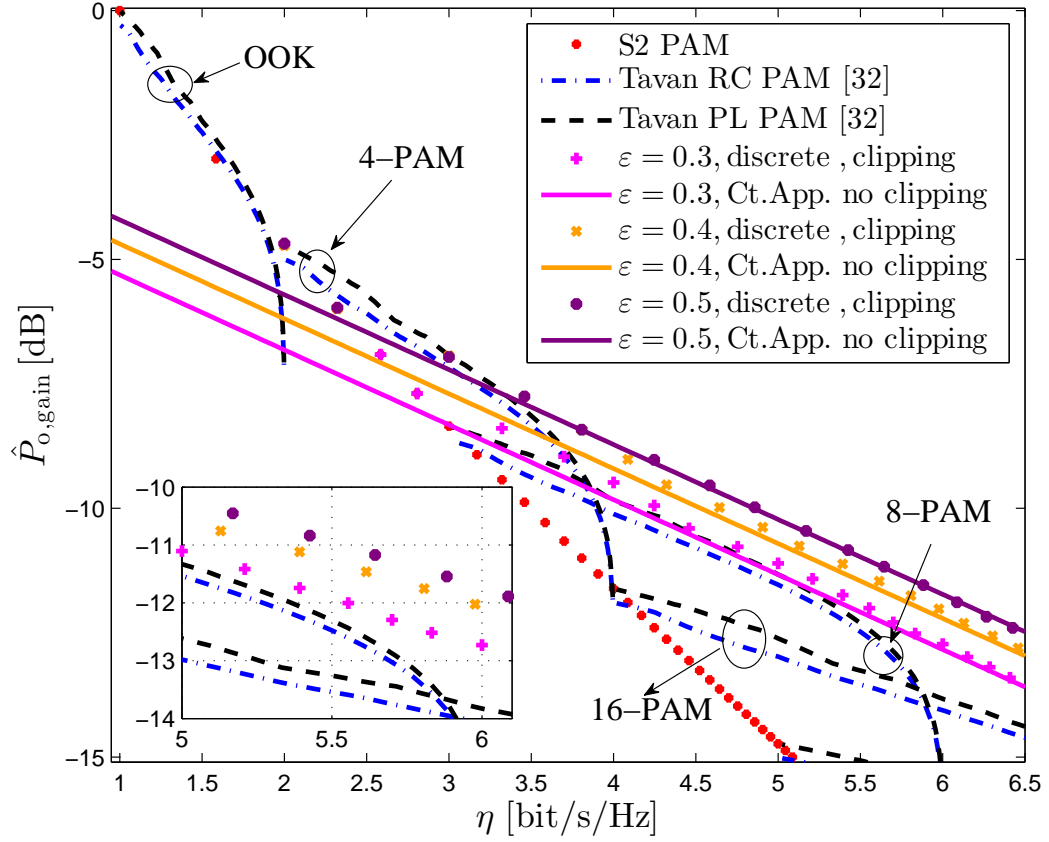 0
−5
−10
−15
P̂o,gain [dB]
OOK
4–PAM
8–PAM
16–PAM
S2 PAM
Tavan RC PAM [32]
Tavan PL PAM [32]
ε = 0.3, discrete , clipping
ε = 0.3, Ct.App. no clipping
ε = 0.4, discrete , clipping
ε = 0.4, Ct.App. no clipping
ε = 0.5, discrete , clipping
ε = 0.5, Ct.App. no clipping
−10
−11
−12
−13
−14
5 5.5 6
1 1.5 2 2.5 3 3.5 4 4.5 5 5.5 6 6.5
η [bit/s/Hz]